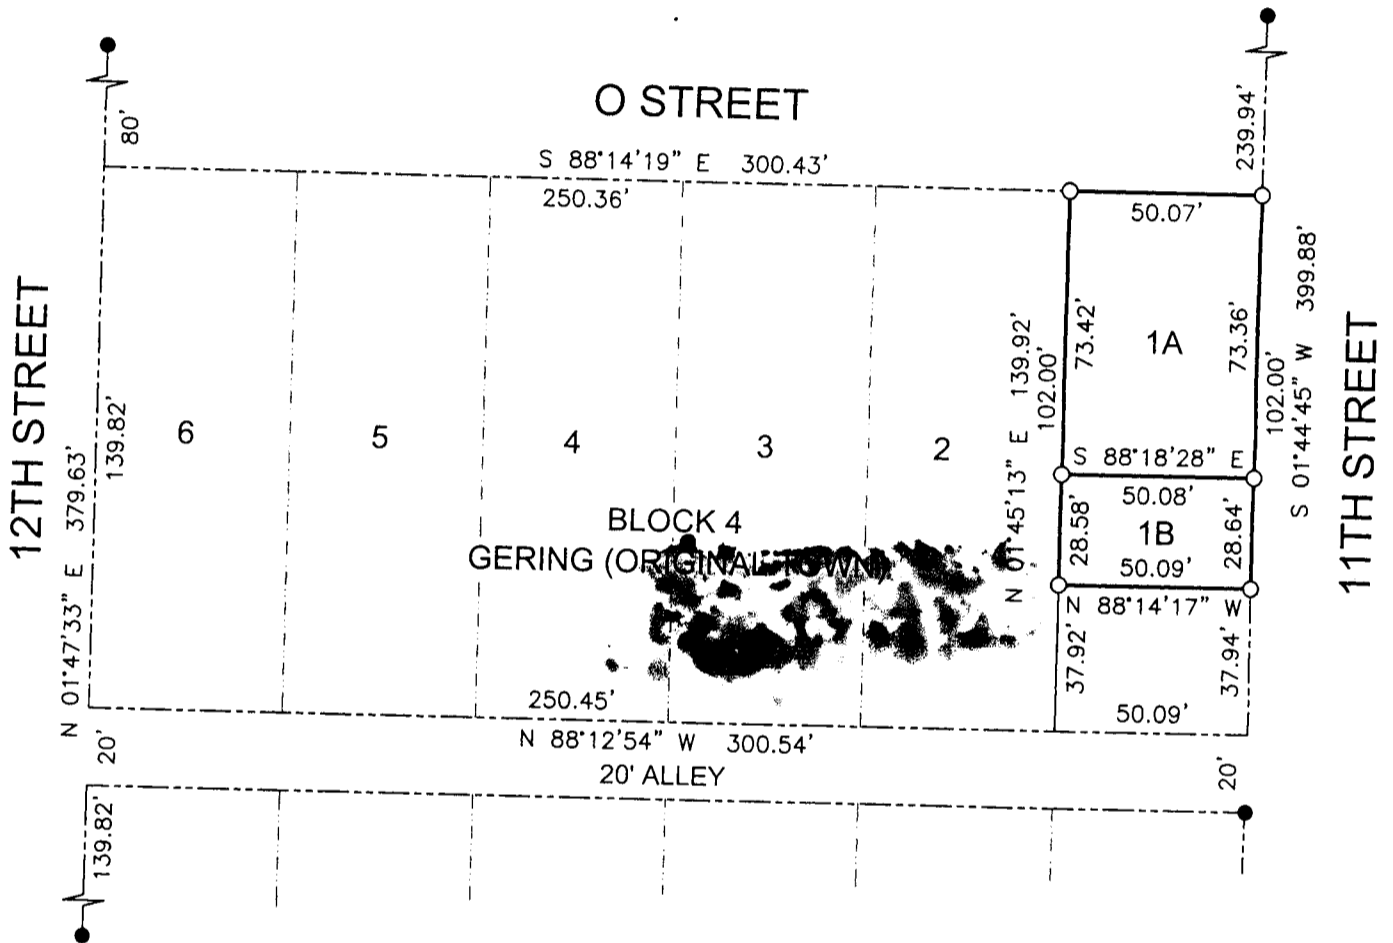 O STREET
80'
239.94'
S 88°14'19" E 300.43'
250.36'
50.07'
12TH STREET
N 01°47'33" E 379.63'
139.82'
6
5
4
3
2
N 01°45'13" E 139.92'
102.00'
73.42'
1A
73.36'
102.00'
S 01°44'45" W 399.88'
11TH STREET
S 88°18'28" E
50.08'
28.58'
1B
28.64'
50.09'
N 88°14'17" W
BLOCK 4
GERING (ORIGINAL TOWN)
37.92'
37.94'
250.45'
50.09'
N 88°12'54" W 300.54'
20'
20' ALLEY
20'
139.82'